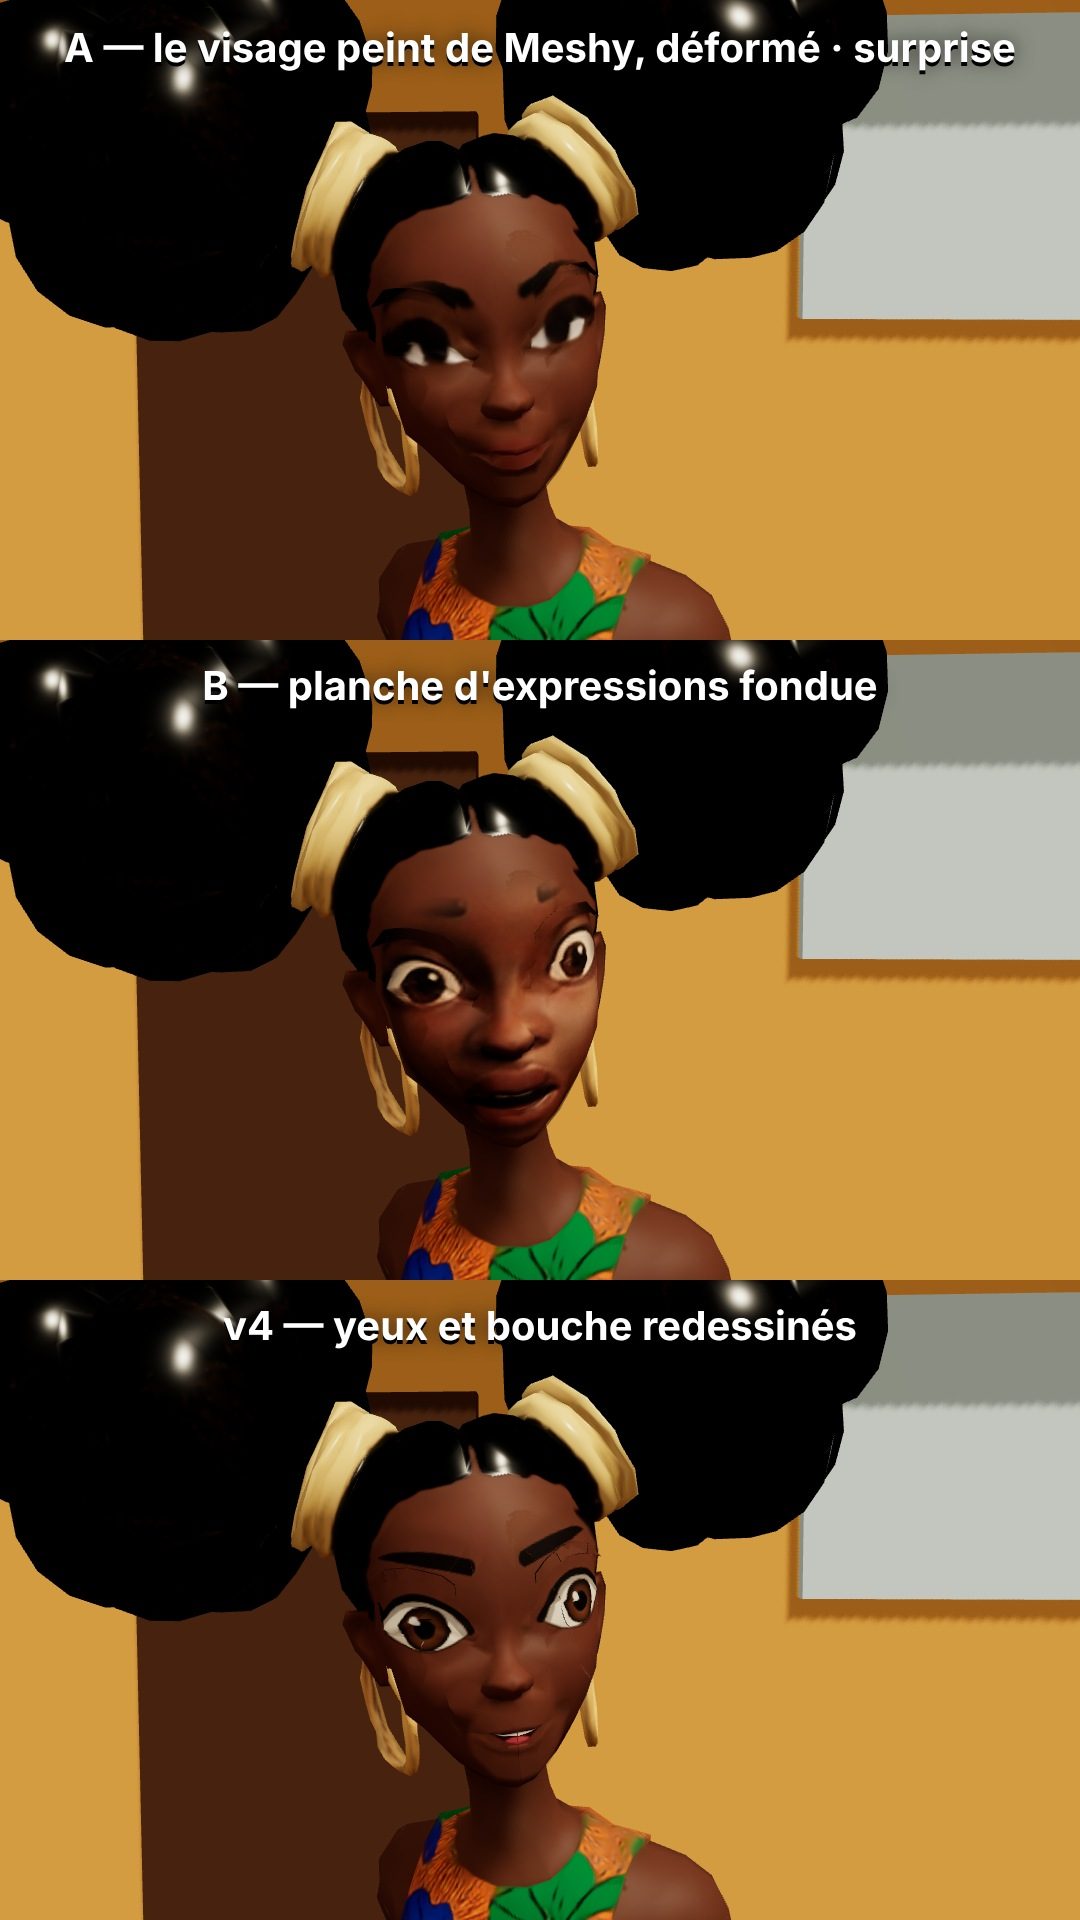 A — le visage peint de Meshy, déformé · surprise
B — planche d'expressions fondue
v4 — yeux et bouche redessinés